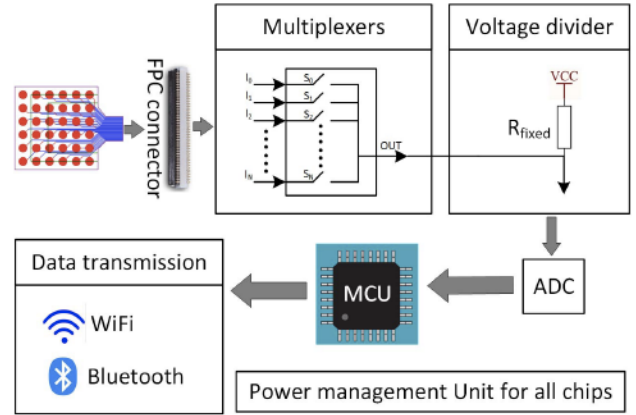 Multiplexers
Voltage divider
FPC connector
I0 S0
I1 S1
I2 S2
IN SN
OUT
VCC
Rfixed
Data transmission
WiFi
Bluetooth
MCU
ADC
Power management Unit for all chips